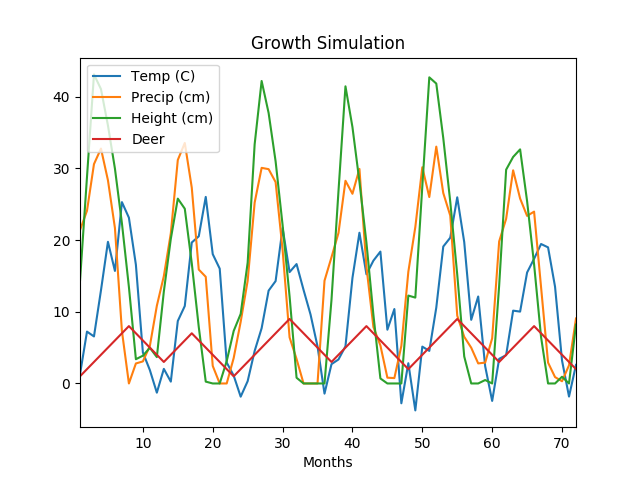 Growth Simulation
Temp (C)
Precip (cm)
Height (cm)
Deer
40
30
20
10
0
10 20 30 40 50 60 70
Months